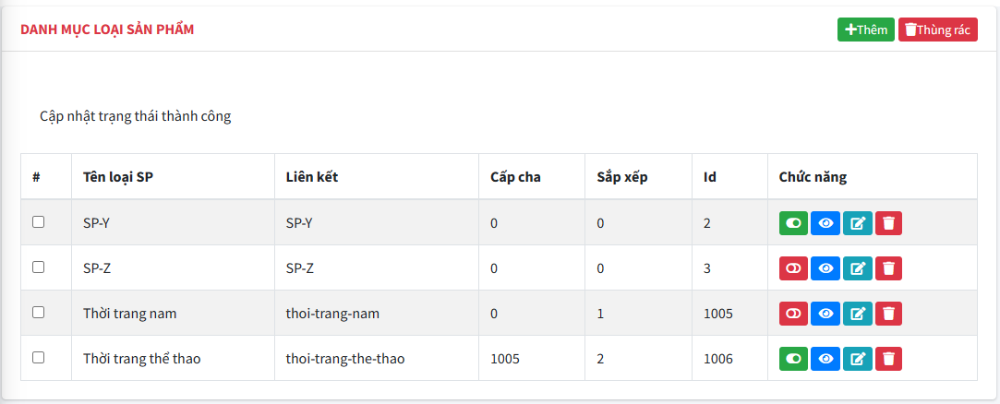 DANH MỤC LOẠI SẢN PHẨM
Thêm Thùng rác
Cập nhật trạng thái thành công
# Tên loại SP Liên kết Cấp cha Sắp xếp Id Chức năng
SP-Y SP-Y 0 0 2
SP-Z SP-Z 0 0 3
Thời trang nam thoi-trang-nam 0 1 1005
Thời trang thể thao thoi-trang-the-thao 1005 2 1006